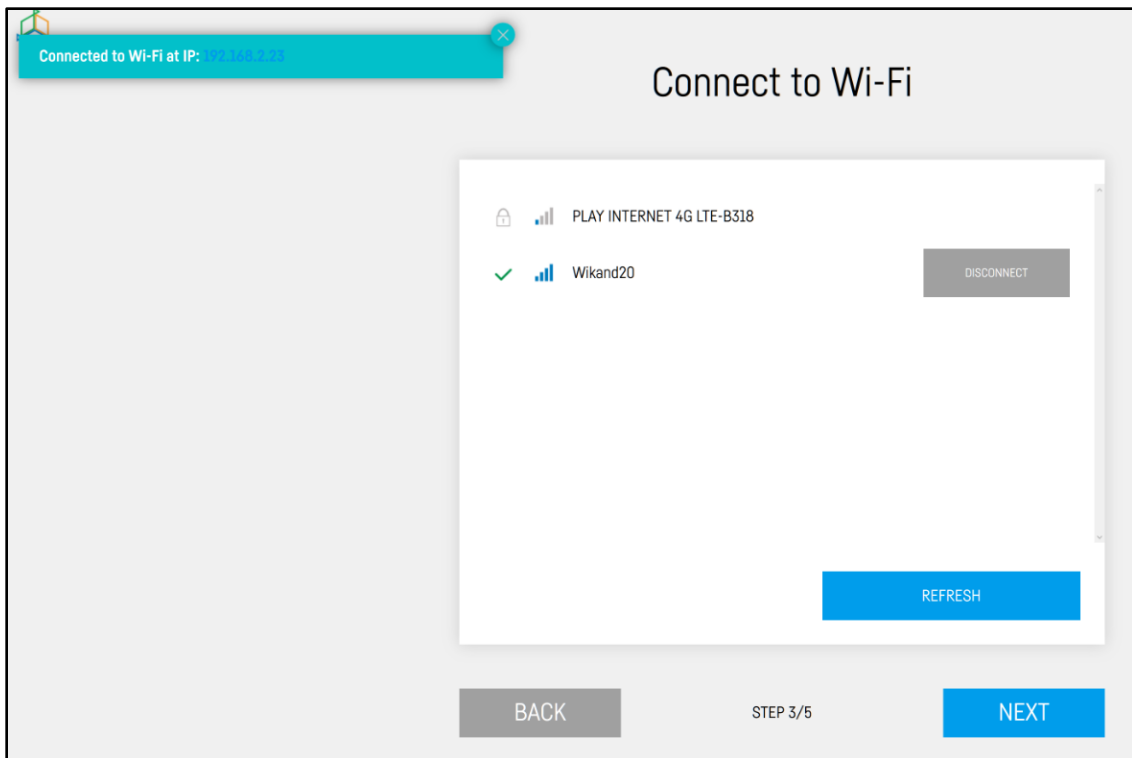 Connected to Wi-Fi at IP: 192.168.2.23
Connect to Wi-Fi
PLAY INTERNET 4G LTE-B318
Wikand20
DISCONNECT
REFRESH
BACK
STEP 3/5
NEXT